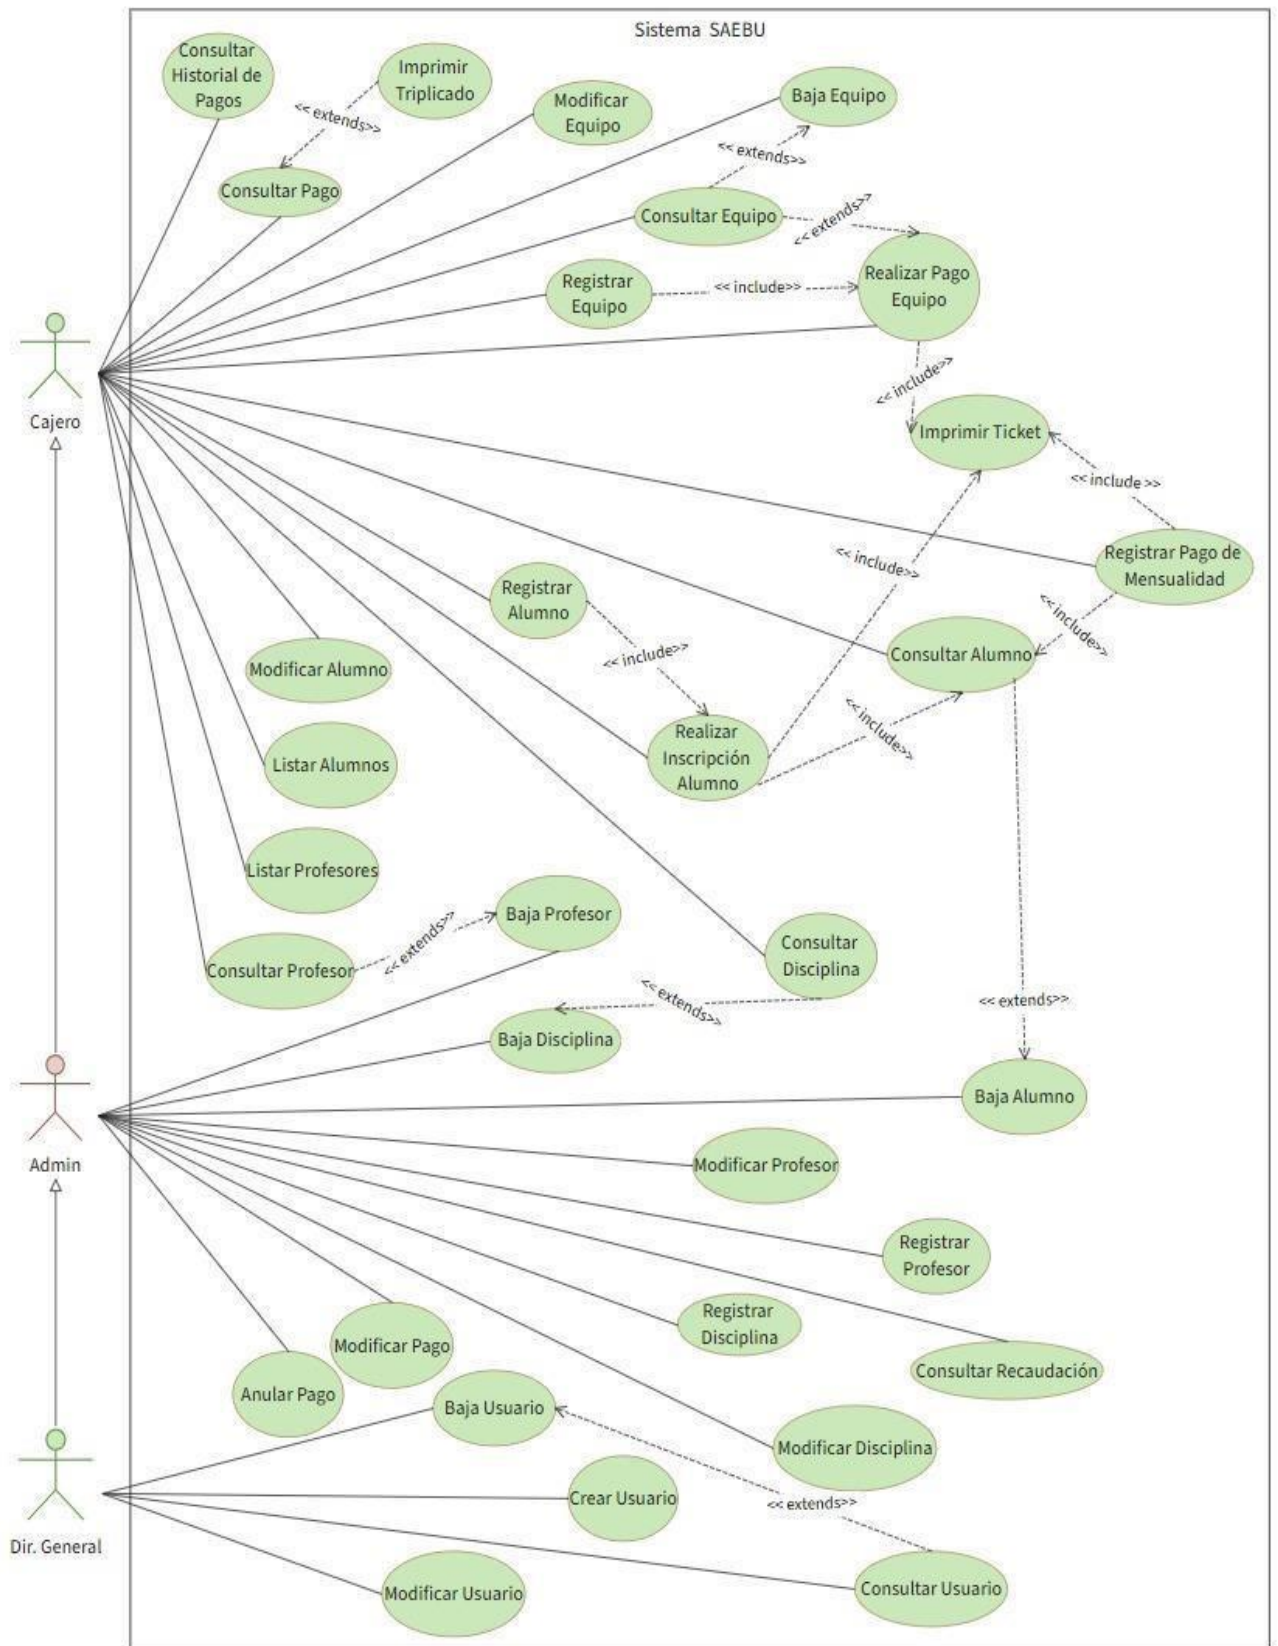 Sistema SAEBU
Consultar
Historial de
Pagos
Imprimir
Triplicado
<< extends>>
Consultar Pago
Modificar
Equipo
Baja Equipo
<< extends>>
Consultar Equipo
<< extends>>
Registrar
Equipo
<< include>>
Realizar Pago
Equipo
<< include>>
Cajero
Imprimir Ticket
<< include >>
Registrar Pago de
Mensualidad
<< include>>
Registrar
Alumno
<< include>>
Consultar Alumno
<< include>>
Modificar Alumno
<< include>>
Realizar
Inscripción
Alumno
Listar Alumnos
Listar Profesores
Baja Profesor
<< extends>>
Consultar Profesor
Consultar
Disciplina
<< extends>>
Baja Disciplina
<< extends>>
Baja Alumno
Admin
Modificar Profesor
Registrar
Profesor
Registrar
Disciplina
Modificar Pago
Consultar Recaudación
Anular Pago
Baja Usuario
Modificar Disciplina
Crear Usuario
<< extends>>
Dir. General
Modificar Usuario
Consultar Usuario